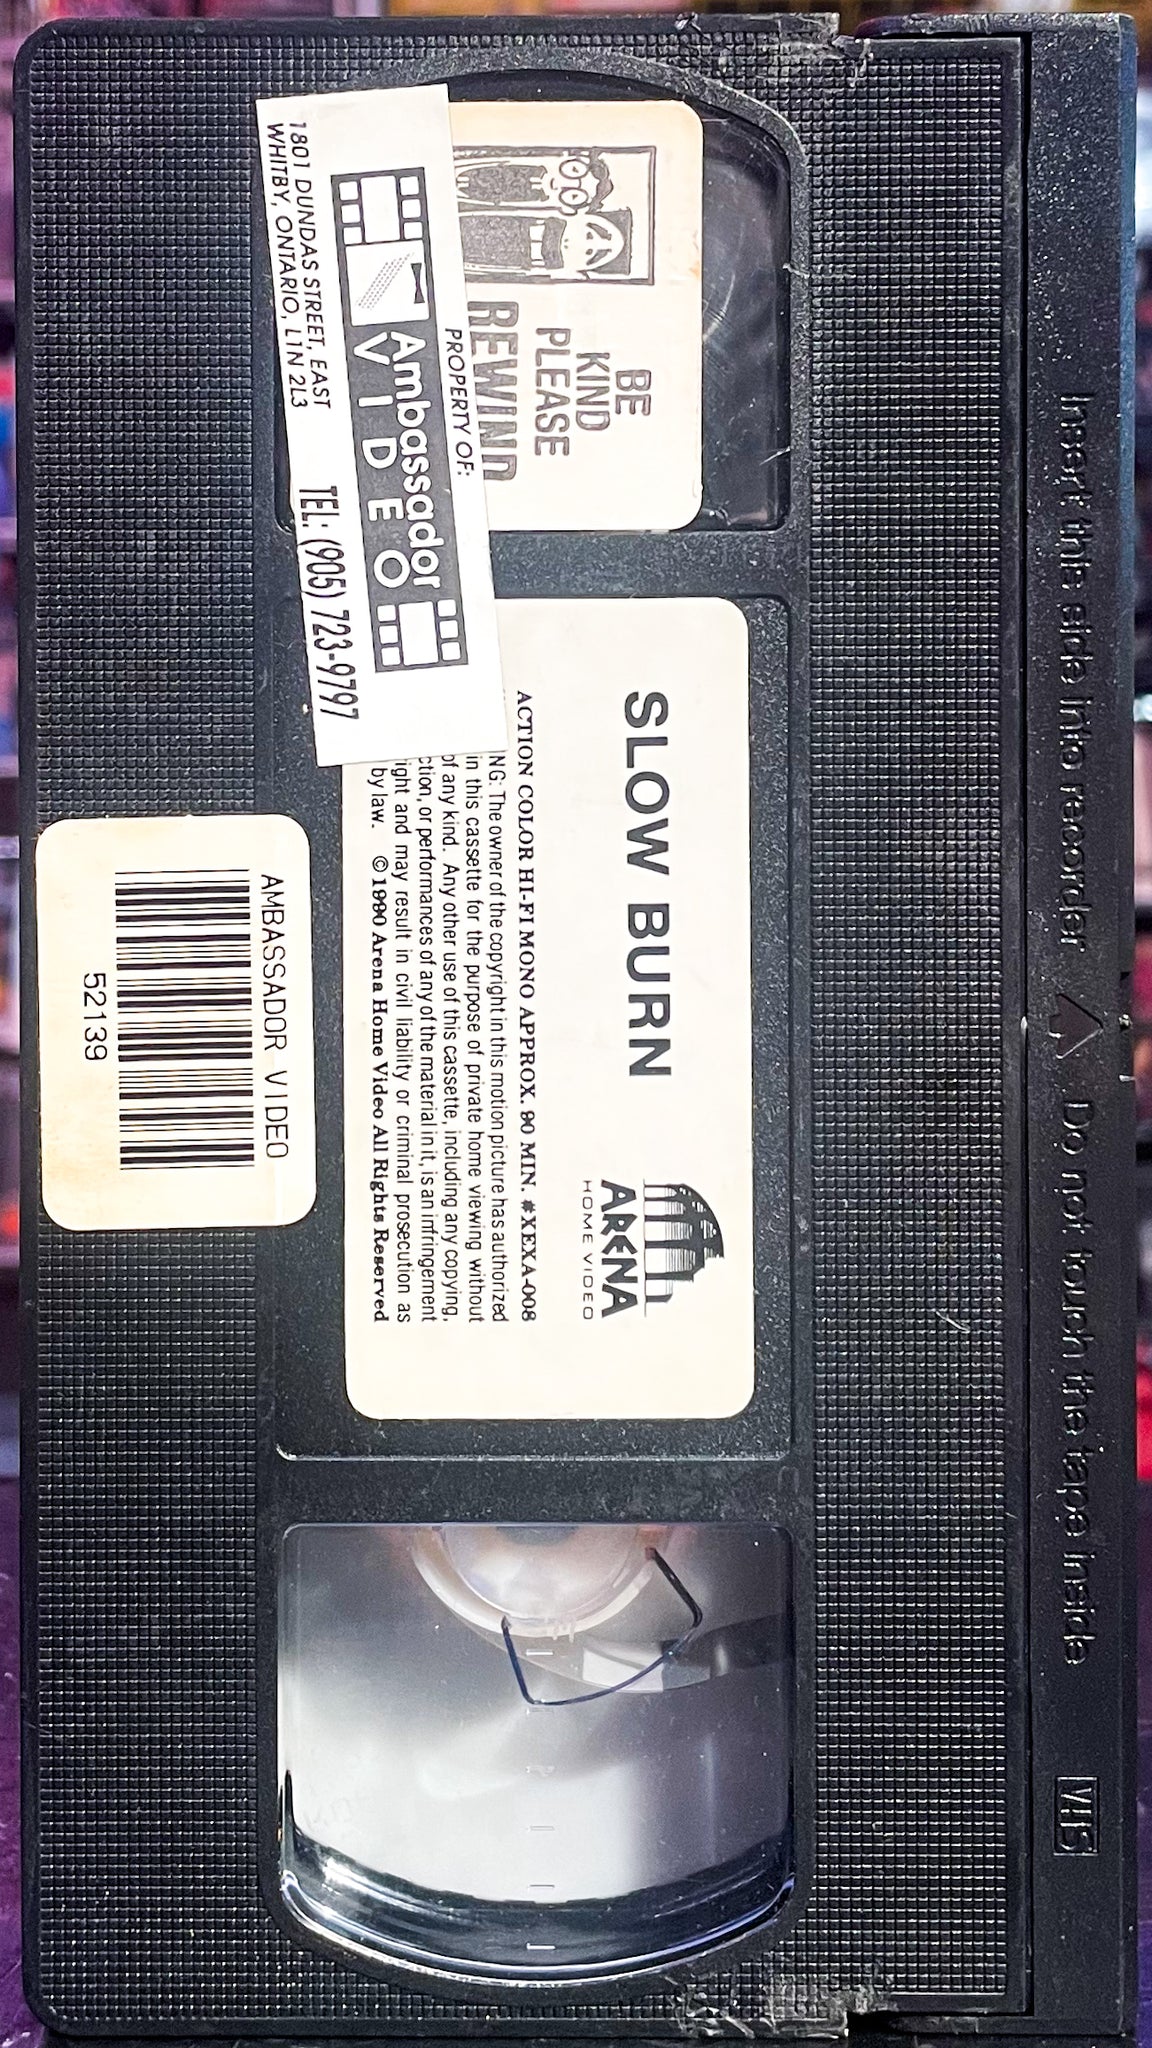 Insert this side into recorder
Do not touch the tape inside
VHS
BE
KIND
PLEASE
REWIND
PROPERTY OF:
Ambassador
VIDEO
1801 DUNDAS STREET, EAST
WHITBY, ONTARIO, L1N 2L3
TEL: (905) 723-9797
SLOW BURN
ARENA
HOME VIDEO
ACTION COLOR HI-FI MONO APPROX. 90 MIN. #XEXA-008
NG: The owner of the copyright in this motion picture has authorized
in this cassette for the purpose of private home viewing without
of any kind. Any other use of this cassette, including any copying,
ction, or performances of any of the material in it, is an infringement
ight and may result in civil liability or criminal prosecution as
by law. © 1990 Arena Home Video All Rights Reserved
AMBASSADOR VIDEO
52139